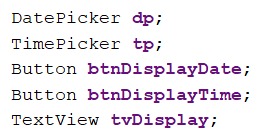 DatePicker dp;
TimePicker tp;
Button btnDisplayDate;
Button btnDisplayTime;
TextView tvDisplay;